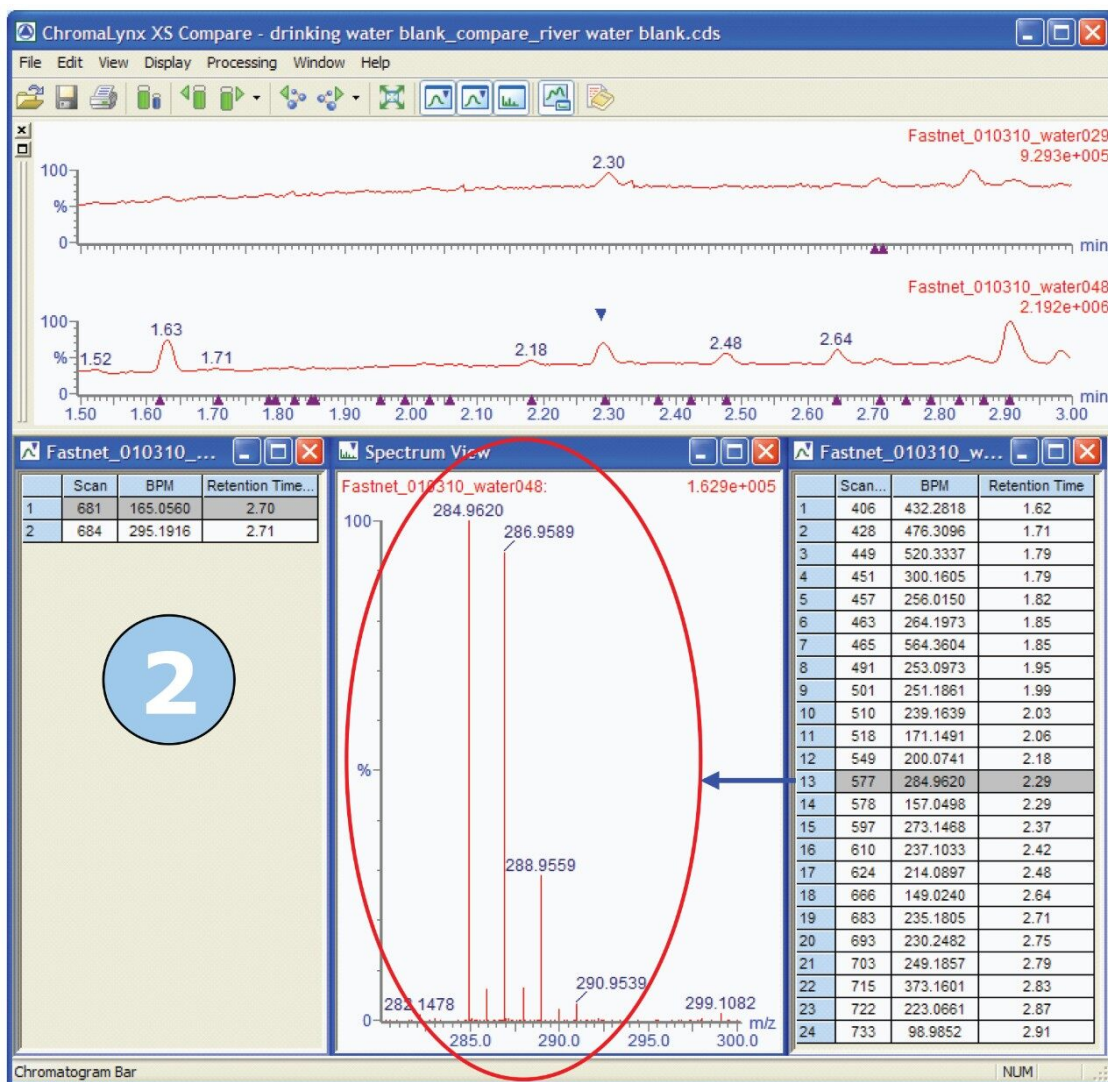 ChromaLynx XS Compare - drinking water blank_compare_river water blank.cds
File Edit View Display Processing Window Help
Fastnet_010310_water029
9.293e+005
100
%
0
2.30
min
Fastnet_010310_water048
2.192e+006
100
%
0
1.52
1.63
1.71
2.18
2.48
2.64
1.50 1.60 1.70 1.80 1.90 2.00 2.10 2.20 2.30 2.40 2.50 2.60 2.70 2.80 2.90 3.00
min
Fastnet_010310_...
Scan BPM Retention Time...
1 681 165.0560 2.70
2 684 295.1916 2.71
2
Spectrum View
Fastnet_010310_water048: 1.629e+005
100
%
0
284.9620
286.9589
288.9559
290.9539
282.1478
299.1082
m/z
285.0 290.0 295.0 300.0
Fastnet_010310_w...
Scan... BPM Retention Time
1 406 432.2818 1.62
2 428 476.3096 1.71
3 449 520.3337 1.79
4 451 300.1605 1.79
5 457 256.0150 1.82
6 463 264.1973 1.85
7 465 564.3604 1.85
8 491 253.0973 1.95
9 501 251.1861 1.99
10 510 239.1639 2.03
11 518 171.1491 2.06
12 549 200.0741 2.18
13 577 284.9620 2.29
14 578 157.0498 2.29
15 597 273.1468 2.37
16 610 237.1033 2.42
17 624 214.0897 2.48
18 666 149.0240 2.64
19 683 235.1805 2.71
20 693 230.2482 2.75
21 703 249.1857 2.79
22 715 373.1601 2.83
23 722 223.0661 2.87
24 733 98.9852 2.91
Chromatogram Bar
NUM